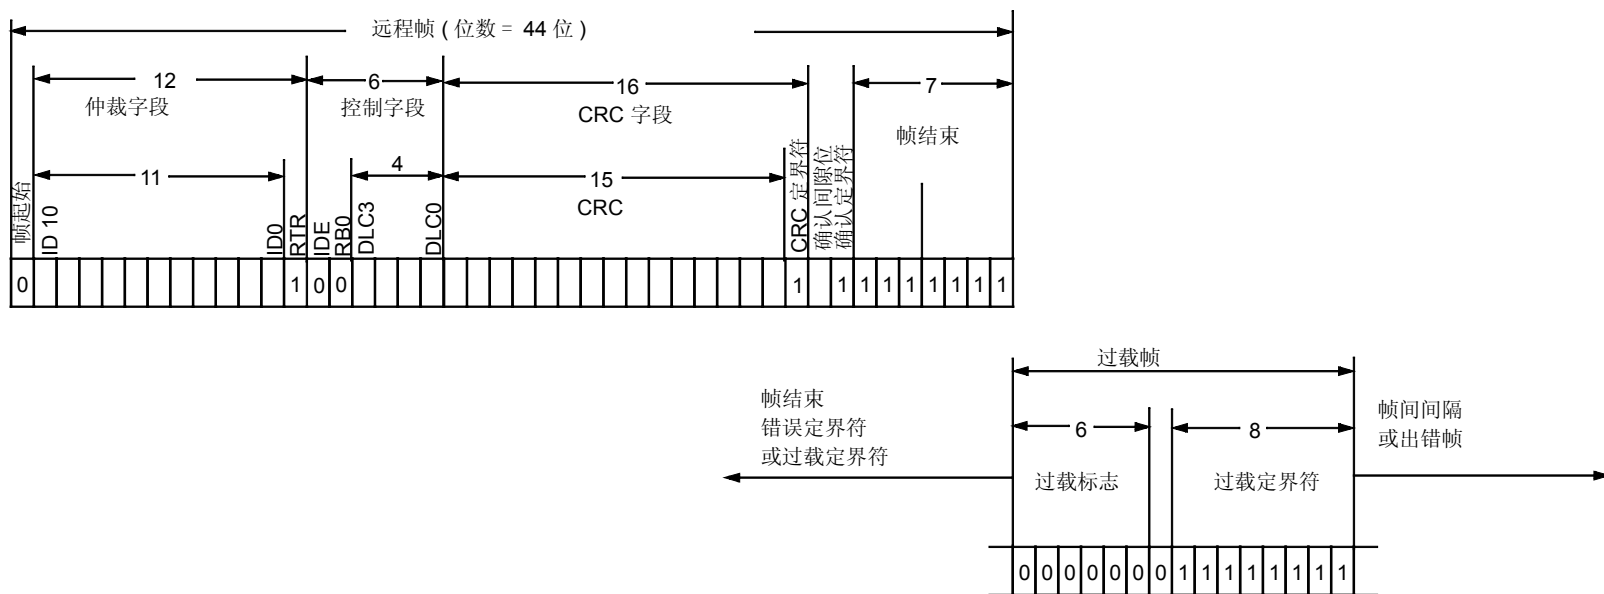 远程帧 ( 位数 = 44 位 )
12
6
16
7
仲裁字段
控制字段
CRC 字段
帧结束
11
4
15
CRC
帧起始
ID 10
ID0
RTR
IDE
RB0
DLC3
DLC0
CRC 定界符
确认间隙位
确认定界符
0 1 0 0 1 1 1 1 1 1 1 1 1
过载帧
帧结束
错误定界符
或过载定界符
6
8
帧间间隔
或出错帧
过载标志
过载定界符
0 0 0 0 0 0 0 1 1 1 1 1 1 1 1